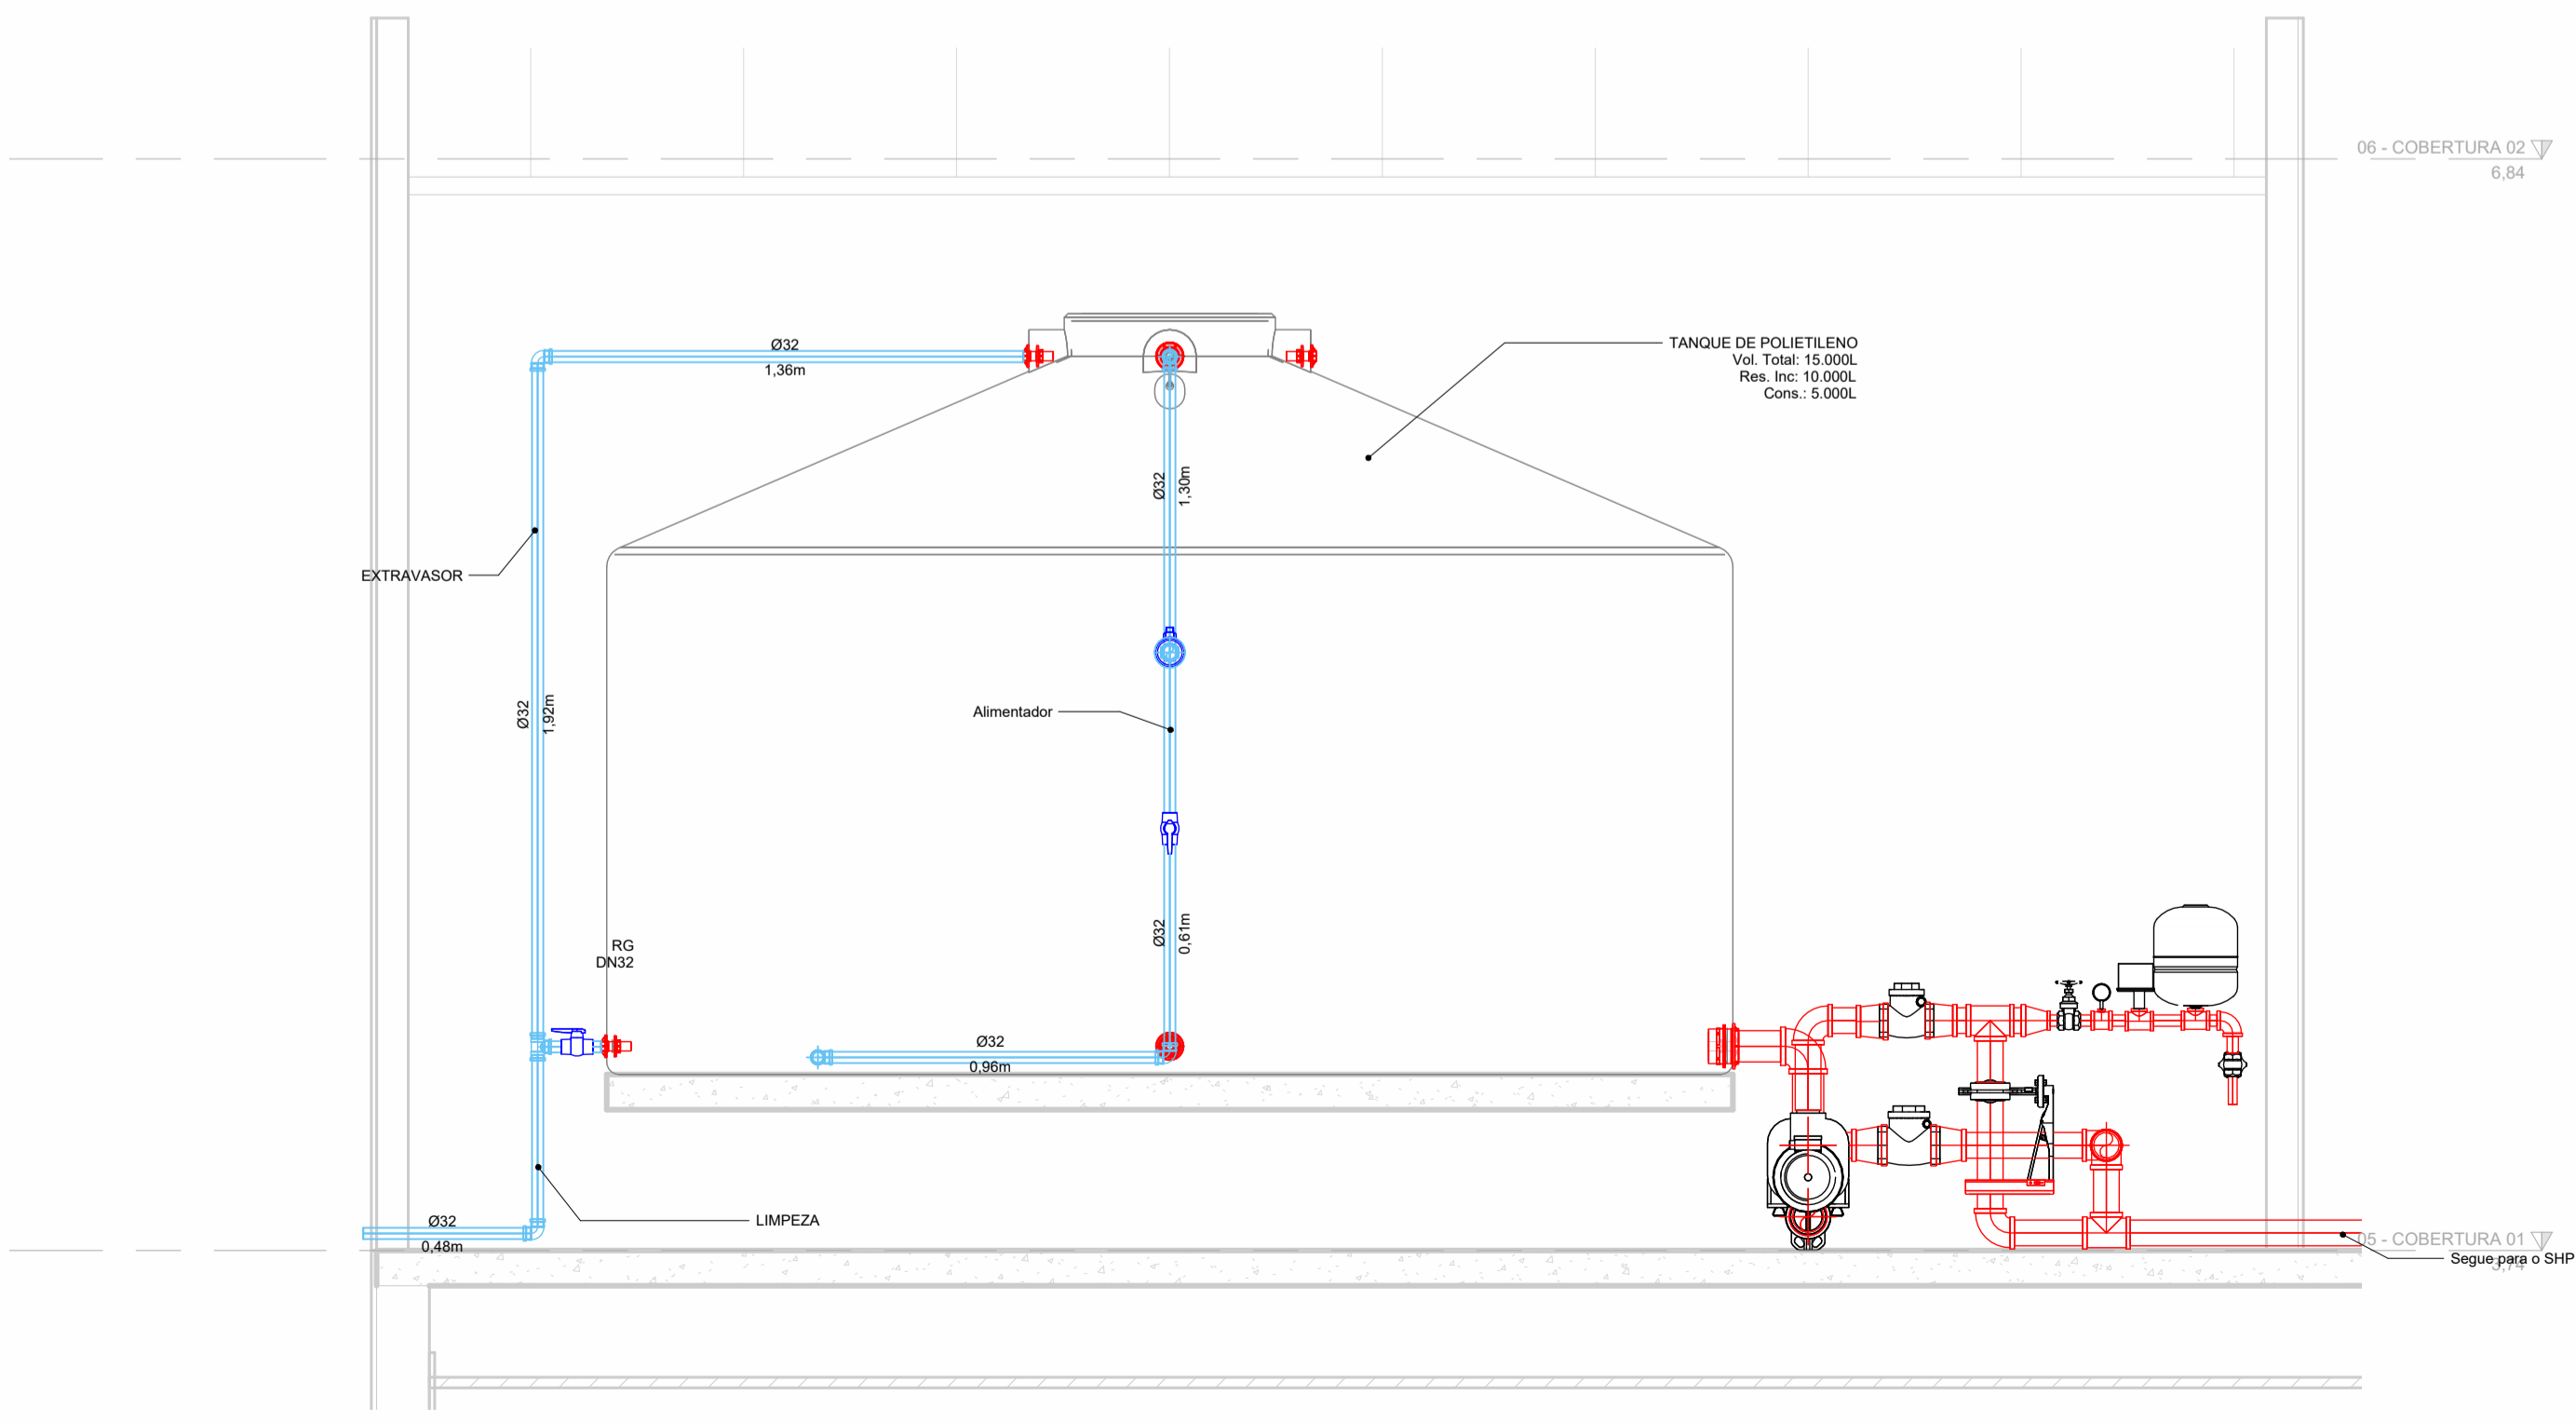 06 - COBERTURA 02
6,84
Ø32
1,36m
TANQUE DE POLIETILENO
Vol. Total: 15.000L
Res. Inc: 10.000L
Cons.: 5.000L
Ø32
1,30m
EXTRAVASOR
Ø32
1,92m
Alimentador
Ø32
0,61m
RG
DN32
Ø32
0,96m
LIMPEZA
Ø32
0,48m
05 - COBERTURA 01
3,74
Segue para o SHP